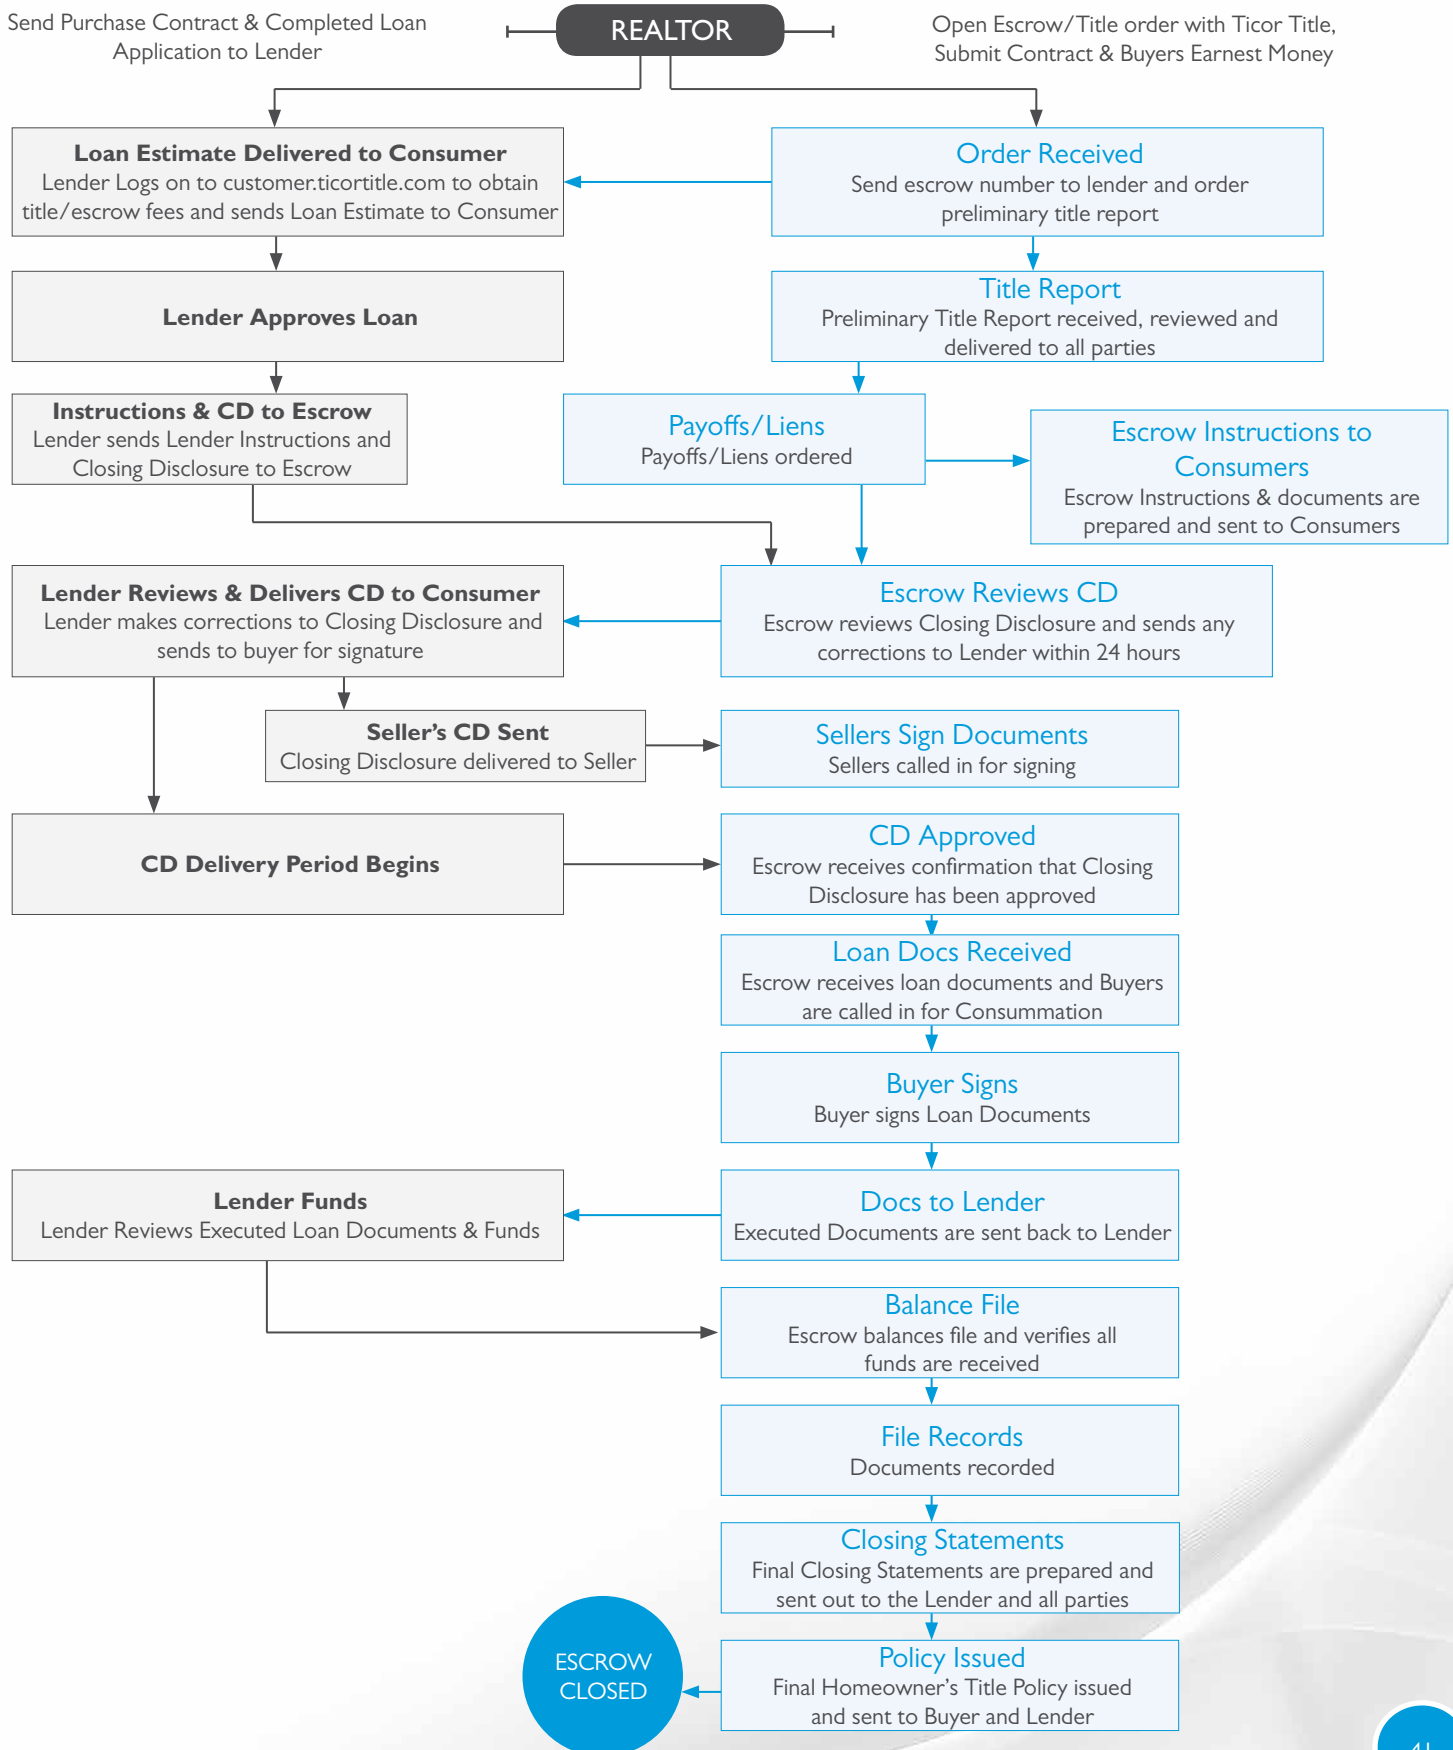 Send Purchase Contract & Completed Loan
Application to Lender
REALTOR
Open Escrow/Title order with Ticor Title,
Submit Contract & Buyers Earnest Money
Loan Estimate Delivered to Consumer
Lender Logs on to customer.ticortitle.com to obtain
title/escrow fees and sends Loan Estimate to Consumer
Order Received
Send escrow number to lender and order
preliminary title report
Lender Approves Loan
Title Report
Preliminary Title Report received, reviewed and
delivered to all parties
Instructions & CD to Escrow
Lender sends Lender Instructions and
Closing Disclosure to Escrow
Payoffs/Liens
Payoffs/Liens ordered
Escrow Instructions to
Consumers
Escrow Instructions & documents are
prepared and sent to Consumers
Lender Reviews & Delivers CD to Consumer
Lender makes corrections to Closing Disclosure and
sends to buyer for signature
Escrow Reviews CD
Escrow reviews Closing Disclosure and sends any
corrections to Lender within 24 hours
Seller's CD Sent
Closing Disclosure delivered to Seller
Sellers Sign Documents
Sellers called in for signing
CD Delivery Period Begins
CD Approved
Escrow receives confirmation that Closing
Disclosure has been approved
Loan Docs Received
Escrow receives loan documents and Buyers
are called in for Consummation
Buyer Signs
Buyer signs Loan Documents
Lender Funds
Lender Reviews Executed Loan Documents & Funds
Docs to Lender
Executed Documents are sent back to Lender
Balance File
Escrow balances file and verifies all
funds are received
File Records
Documents recorded
Closing Statements
Final Closing Statements are prepared and
sent out to the Lender and all parties
ESCROW
CLOSED
Policy Issued
Final Homeowner's Title Policy issued
and sent to Buyer and Lender